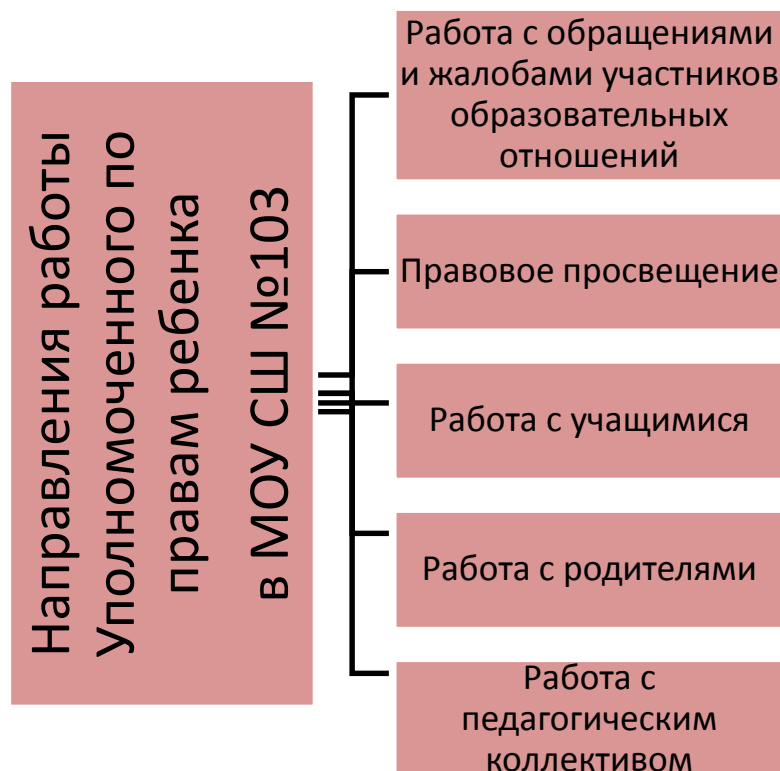 Направления работы
Уполномоченного по
правам ребенка
в МОУ СШ №103
Работа с обращениями
и жалобами участников
образовательных
отношений
Правовое просвещение
Работа с учащимися
Работа с родителями
Работа с
педагогическим
коллективом